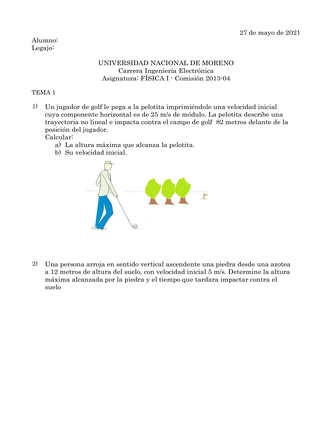 27 de mayo de 2021
Alumno:
Legajo:
UNIVERSIDAD NACIONAL DE MORENO
Carrera Ingeniería Electrónica
Asignatura: FÍSICA I - Comisión 2013-04
TEMA 1
1) Un jugador de golf le pega a la pelotita imprimiéndole una velocidad inicial
cuya componente horizontal es de 25 m/s de módulo. La pelotita describe una
trayectoria no lineal e impacta contra el campo de golf 82 metros delante de la
posición del jugador.
Calcular:
a) La altura máxima que alcanza la pelotita.
b) Su velocidad inicial.
2) Una persona arroja en sentido vertical ascendente una piedra desde una azotea
a 12 metros de altura del suelo, con velocidad inicial 5 m/s. Determine la altura
máxima alcanzada por la piedra y el tiempo que tardara impactar contra el
suelo